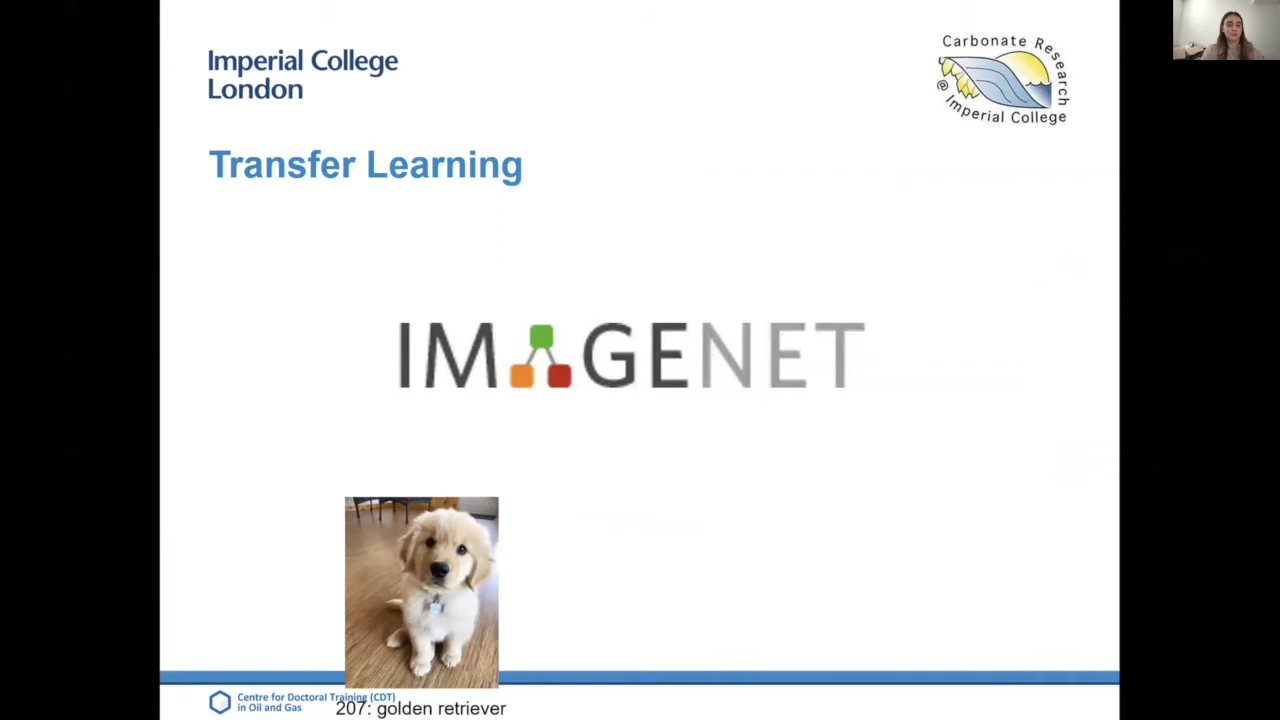 Imperial College
London
Carbonate Research
@ Imperial College
Transfer Learning
IMAGENET
Centre for Doctoral Training (CDT)
in Oil and Gas
207: golden retriever